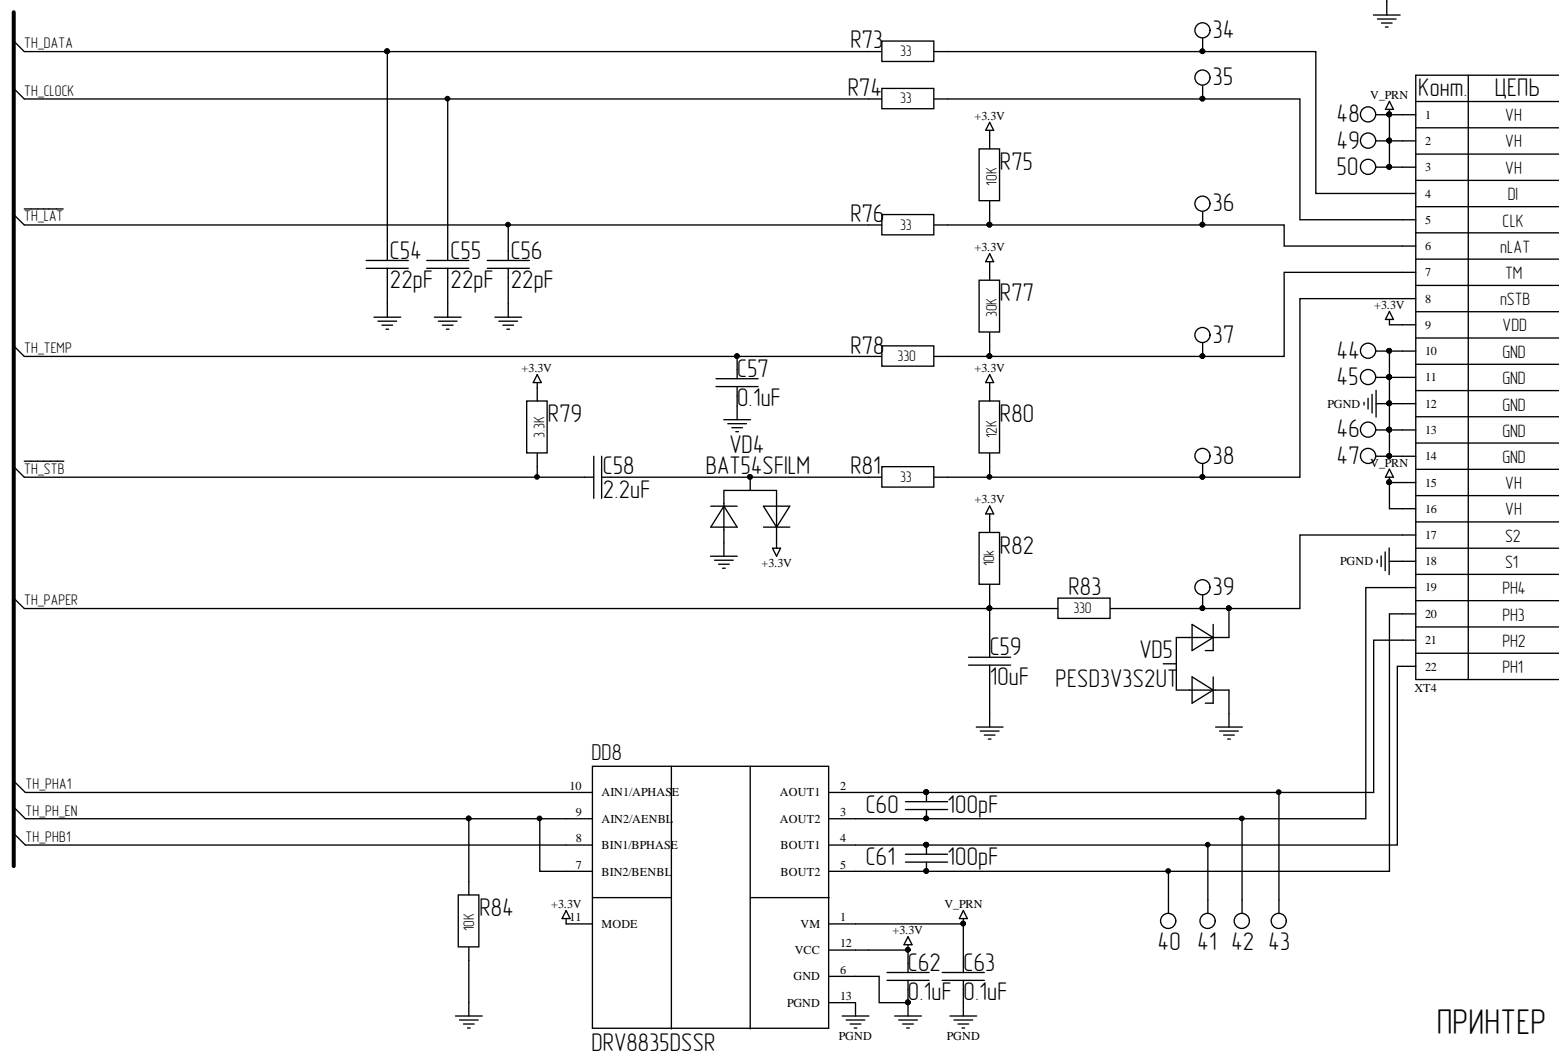 TH_DATA
R73
33
34
TH_CLOCK
R74
33
35
+3.3V
10K
R75
TH_LAT
R76
33
36
C54
22pF
C55
22pF
C56
22pF
+3.3V
30K
R77
TH_TEMP
R78
330
37
C57
0.1uF
+3.3V
3.3K
R79
+3.3V
12K
R80
TH_STB
C58
2.2uF
VD4
BAT54SFILM
+3.3V
R81
33
38
+3.3V
10k
R82
TH_PAPER
R83
330
39
C59
10uF
VD5
PESD3V3S2UT
V_PRN
48
49
50
+3.3V
44
45
PGND
46
47
V_PRN
PGND
Конт. ЦЕПЬ
1 VH
2 VH
3 VH
4 DI
5 CLK
6 nLAT
7 TM
8 nSTB
9 VDD
10 GND
11 GND
12 GND
13 GND
14 GND
15 VH
16 VH
17 S2
18 S1
19 PH4
20 PH3
21 PH2
22 PH1
XT4
DD8
TH_PHA1
10 AIN1/APHASE AOUT1 2
TH_PH_EN
9 AIN2/AENBL AOUT2 3
TH_PHB1
8 BIN1/BPHASE BOUT1 4
7 BIN2/BENBL BOUT2 5
C60 100pF
C61 100pF
10K
R84
+3.3V
11 MODE
VM 1
VCC 12
GND 6
PGND 13
V_PRN
+3.3V
C62
0.1uF
C63
0.1uF
PGND
PGND
40 41 42 43
DRV8835DSSR
ПРИНТЕР